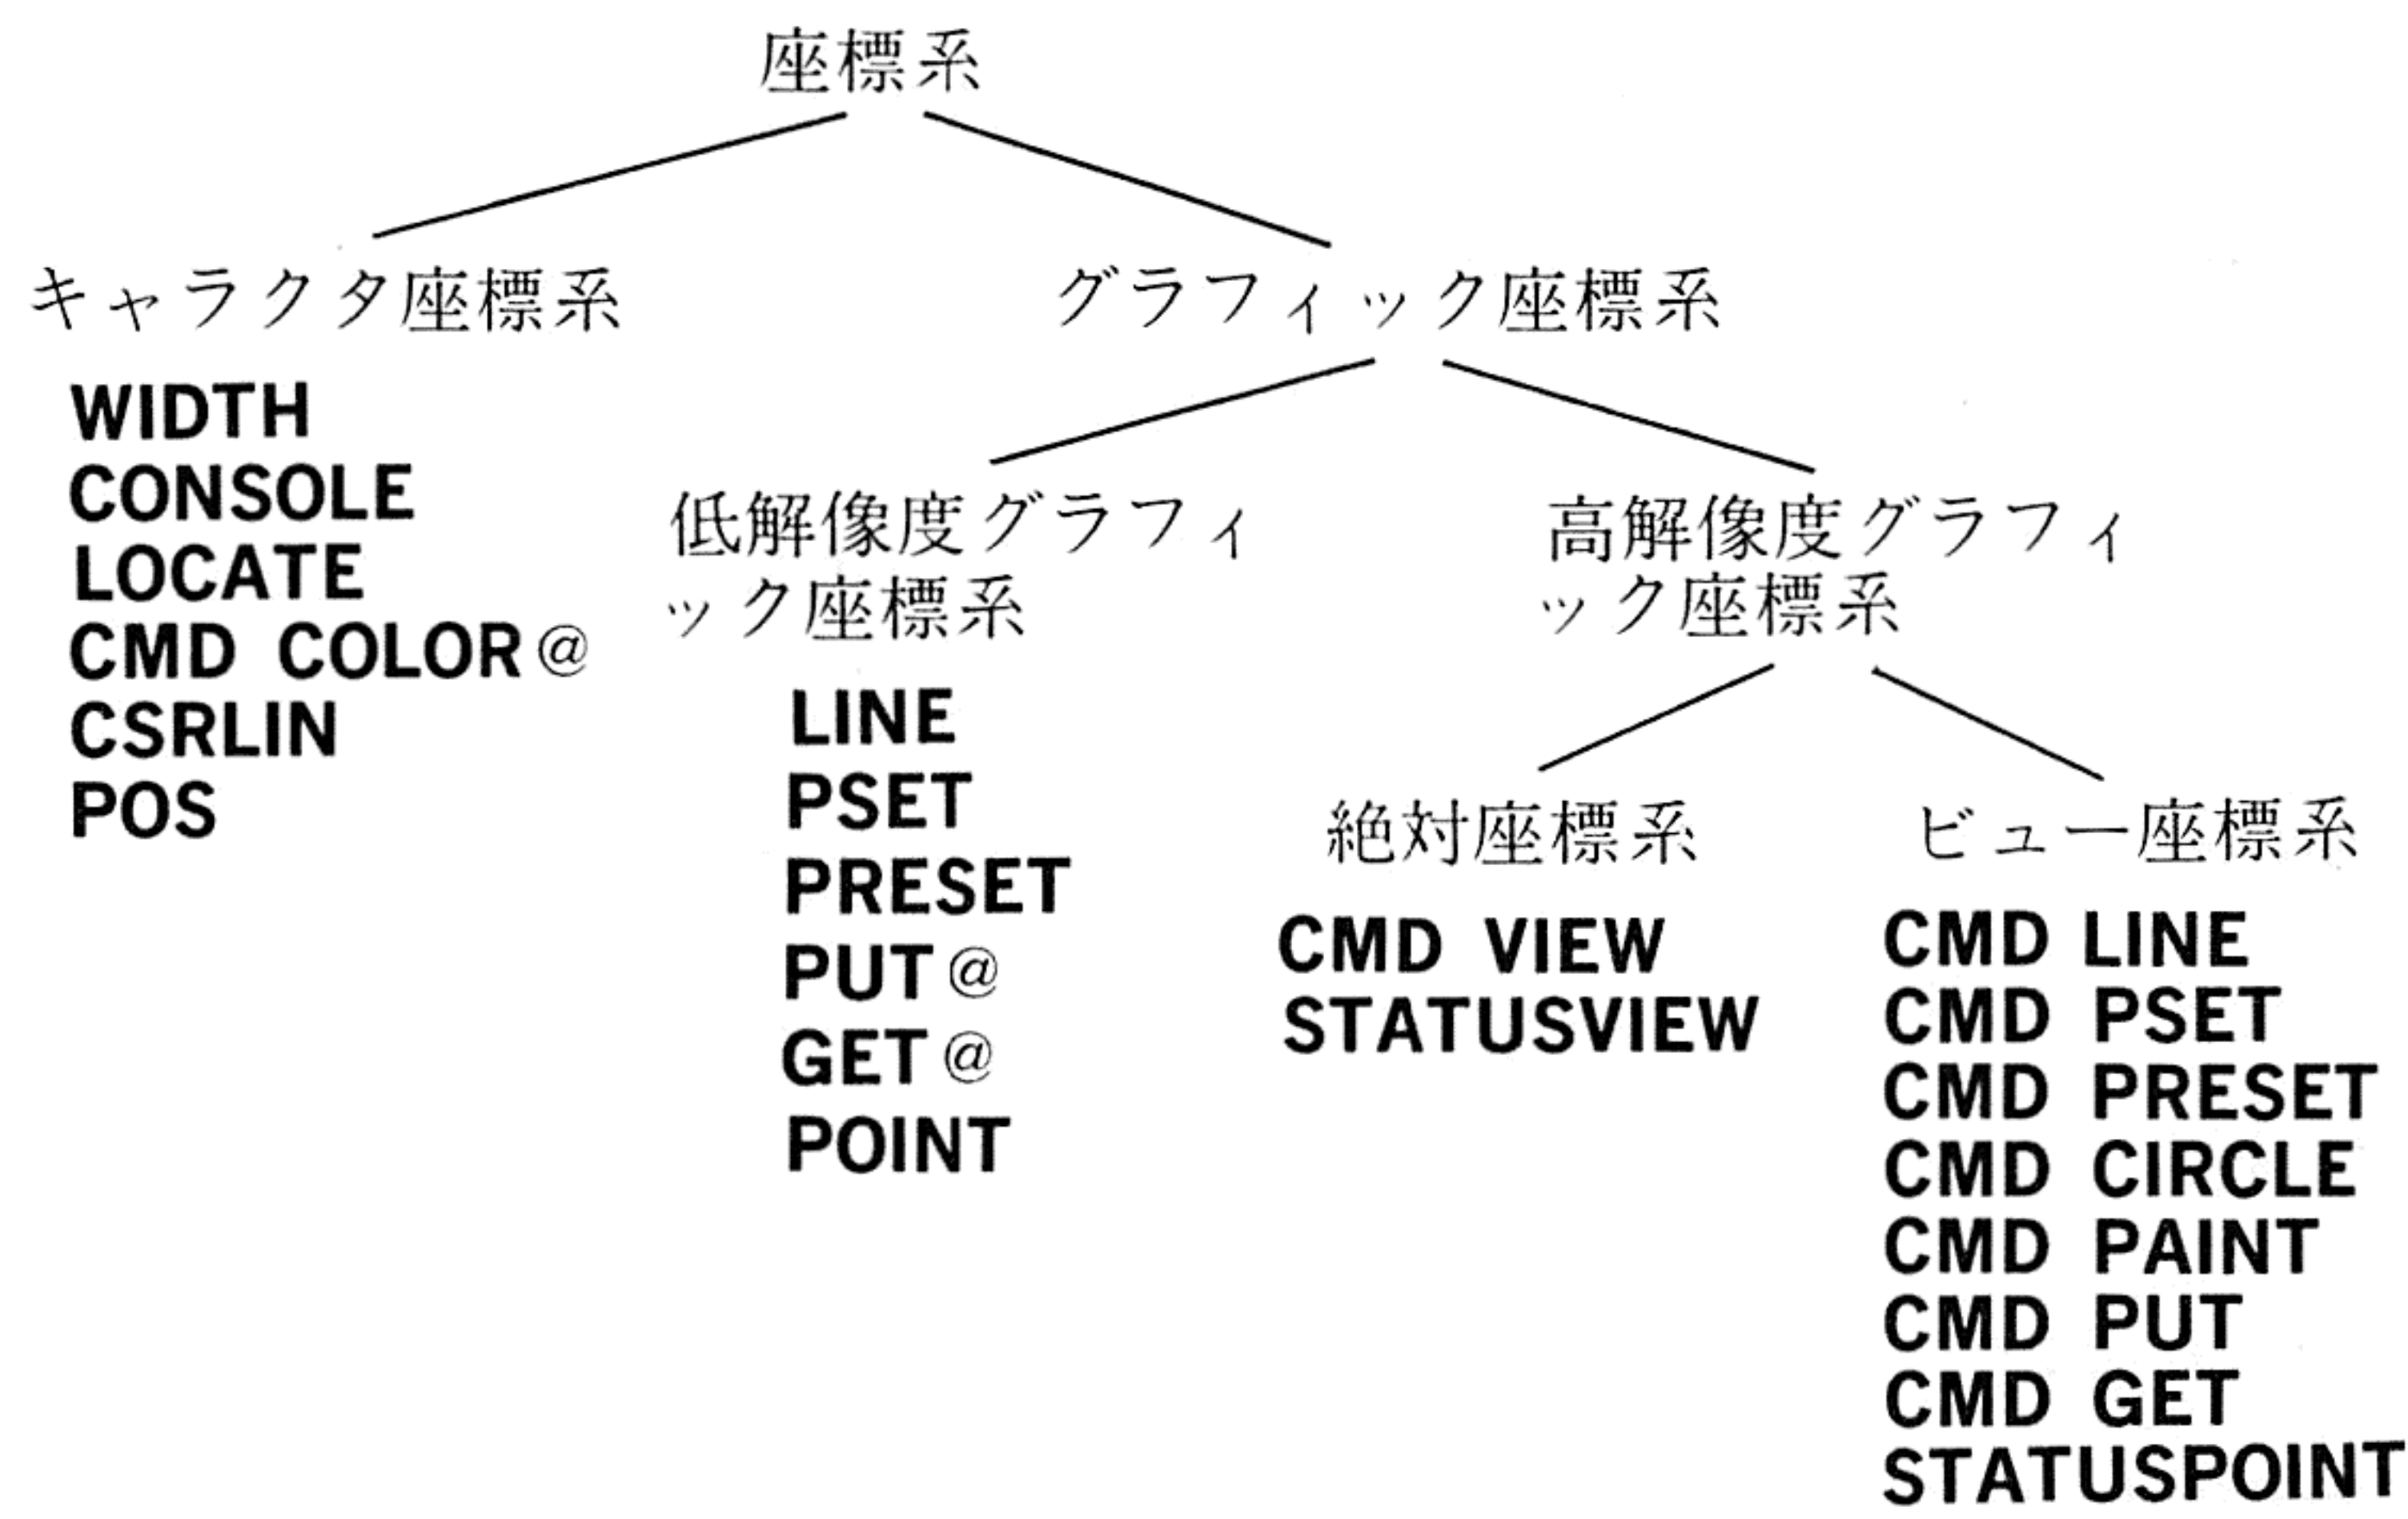 座標系
キャラクタ座標系
WIDTH
CONSOLE
LOCATE
CMD COLOR@
CSRLIN
POS
グラフィック座標系
低解像度グラフィ
ック座標系
LINE
PSET
PRESET
PUT@
GET@
POINT
高解像度グラフィ
ック座標系
絶対座標系
CMD VIEW
STATUSVIEW
ビュー座標系
CMD LINE
CMD PSET
CMD PRESET
CMD CIRCLE
CMD PAINT
CMD PUT
CMD GET
STATUSPOINT